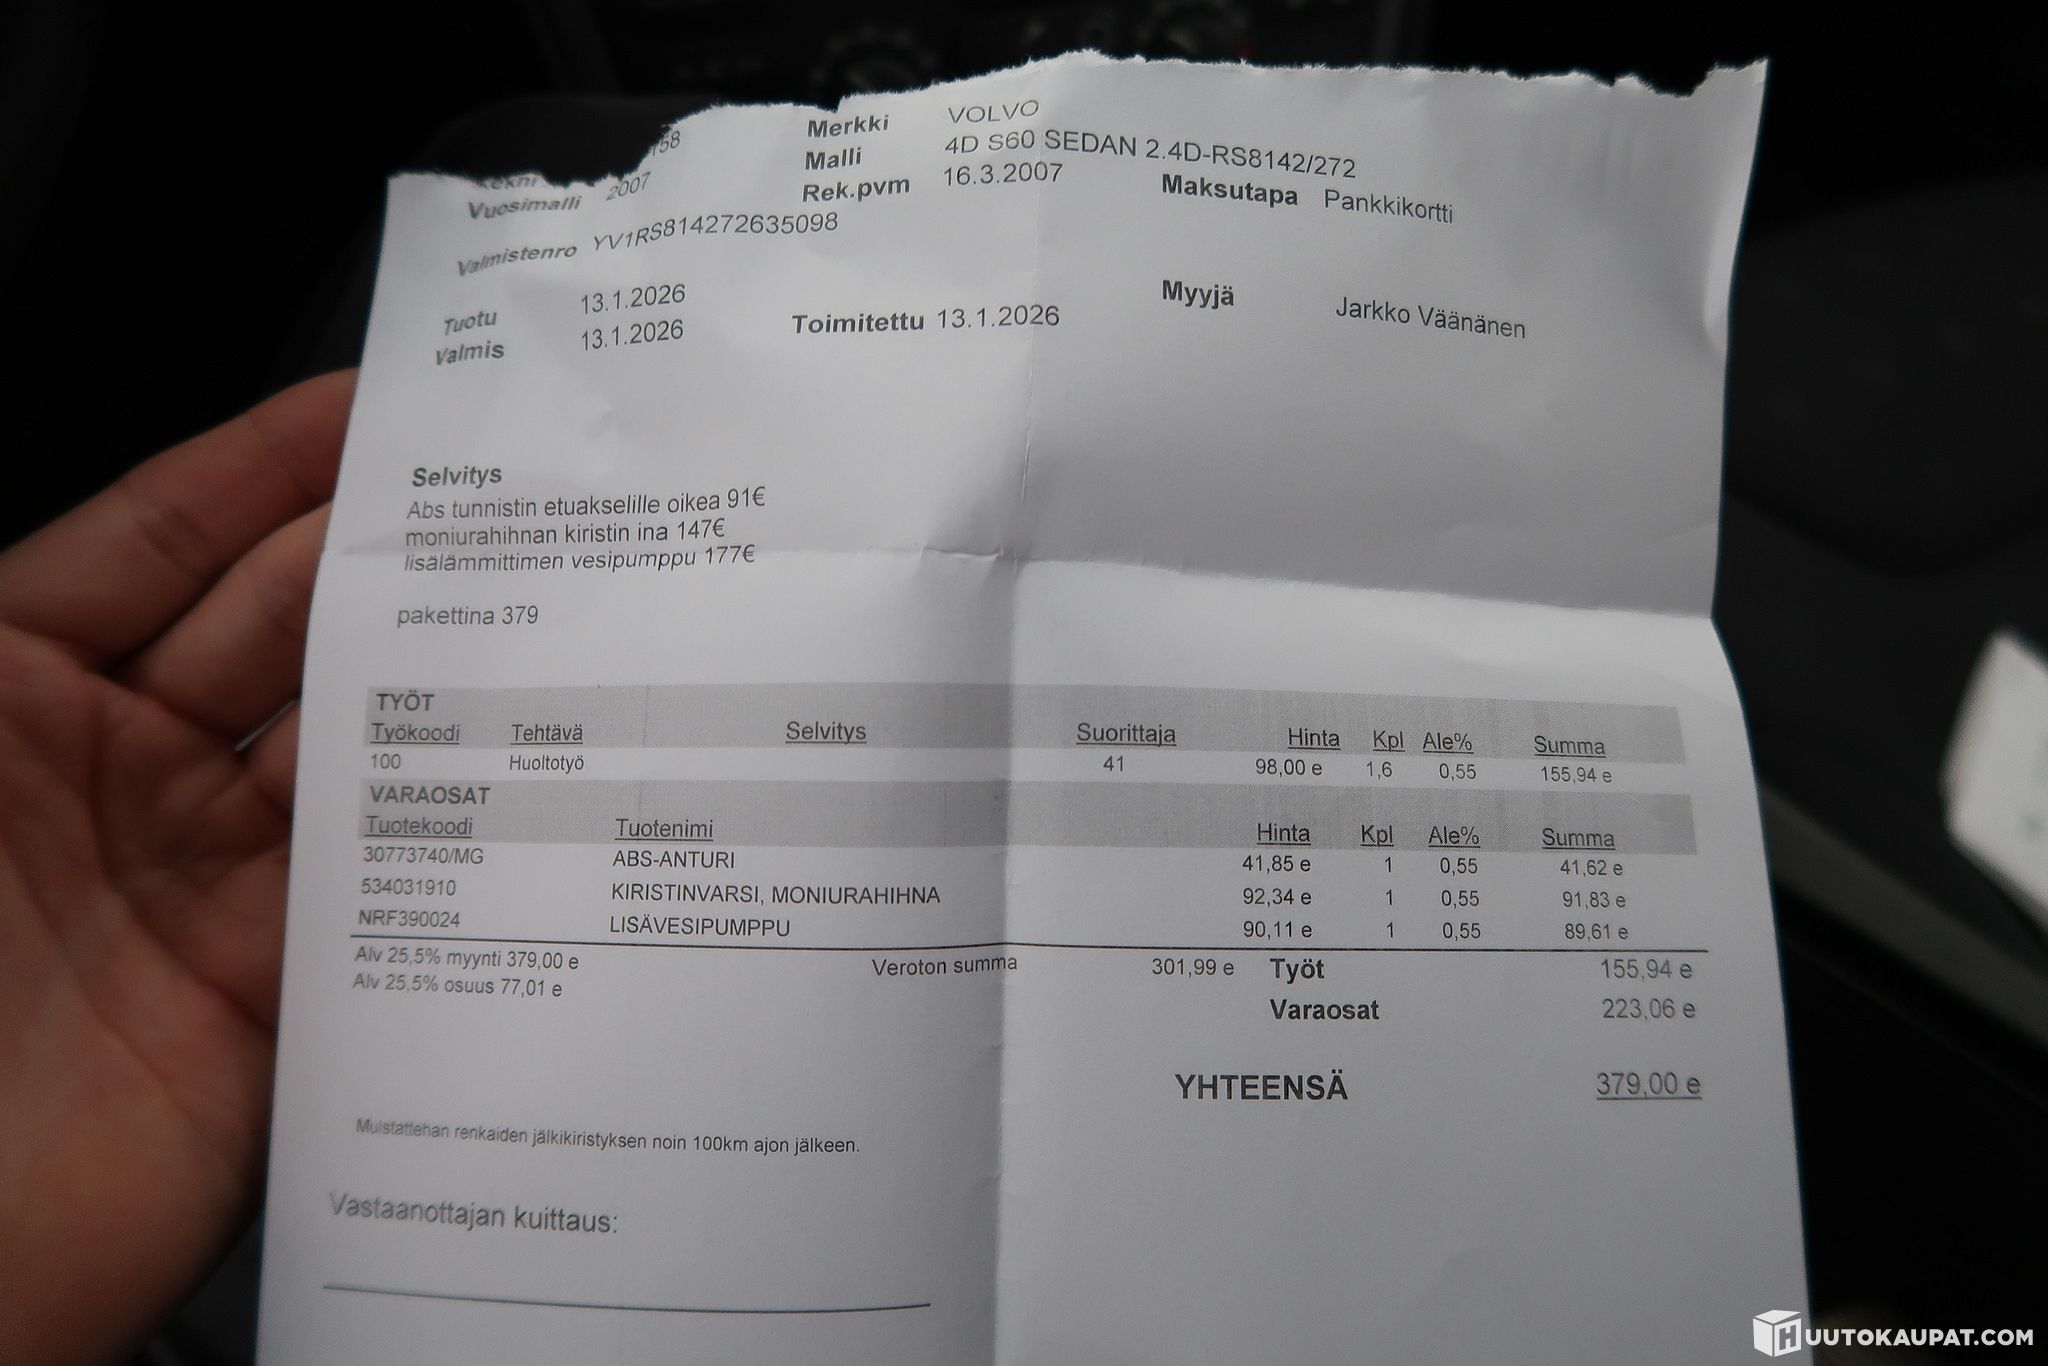 158 Merkki VOLVO
Malli 4D S60 SEDAN 2.4D-RS8142/272
Vuosimalli 2007 Rek.pvm 16.3.2007 Maksutapa Pankkikortti
Valmistenro YV1RS814272635098
Tuotu 13.1.2026 Myyjä Jarkko Väänänen
Valmis 13.1.2026 Toimitettu 13.1.2026
Selvitys
Abs tunnistin etuakselille oikea 91€
moniurahihnan kiristin ina 147€
lisälämmittimen vesipumppu 177€
pakettina 379
TYÖT
Työkoodi Tehtävä Selvitys Suorittaja Hinta Kpl Ale% Summa
100 Huoltotyö 41 98,00 e 1,6 0,55 155,94 e
VARAOSAT
Tuotekoodi Tuotenimi Hinta Kpl Ale% Summa
30773740/MG ABS-ANTURI 41,85 e 1 0,55 41,62 e
534031910 KIRISTINVARSI, MONIURAHIHNA 92,34 e 1 0,55 91,83 e
NRF390024 LISÄVESIPUMPPU 90,11 e 1 0,55 89,61 e
Alv 25,5% myynti 379,00 e Veroton summa 301,99 e Työt 155,94 e
Alv 25,5% osuus 77,01 e Varaosat 223,06 e
YHTEENSÄ 379,00 e
Muistattehan renkaiden jälkikiristyksen noin 100km ajon jälkeen.
Vastaanottajan kuittaus:
HUUTOKAUPAT.COM